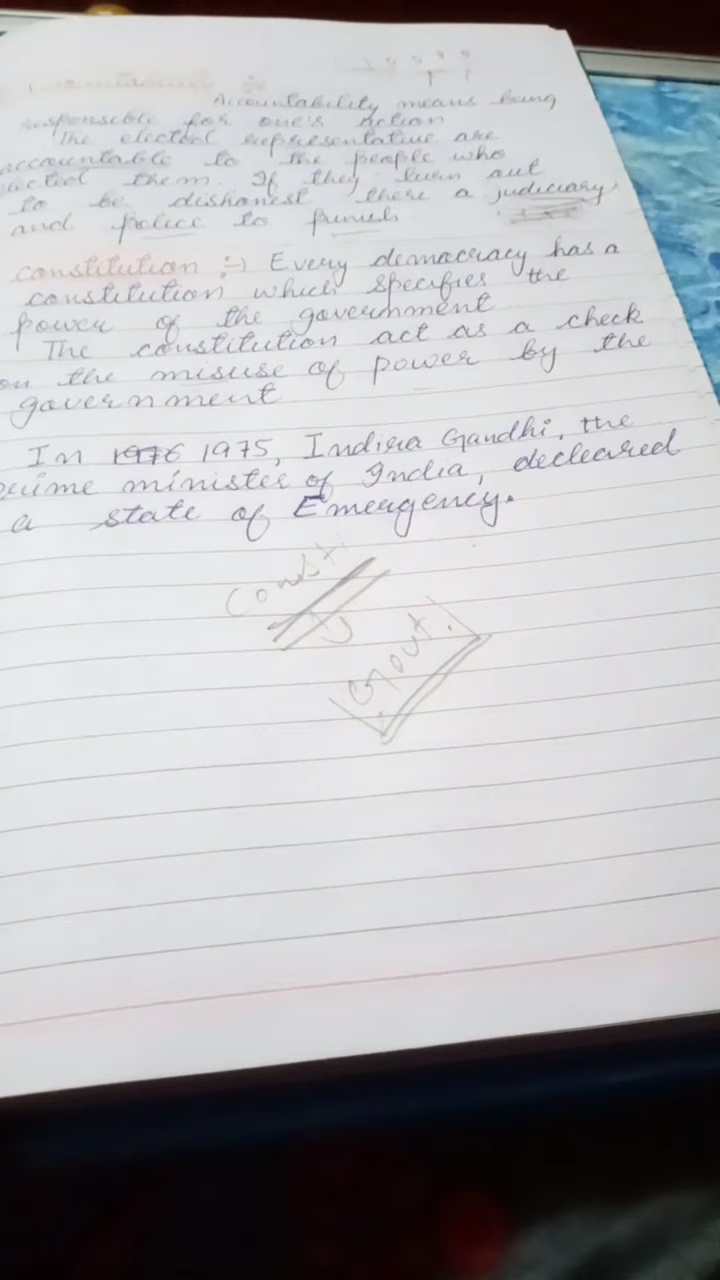 Accountability means being
responsible for one's action
The elected representative are
accountable to the people who
elected them. If they turn out
to be dishonest there a judiciary
and police to punish
constitution :-) Every democracy has a
constitution which specifies the
power of the government
The constitution act as a check
on the misuse of power by the
government
In 1976 1975, Indira Gandhi, the
prime minister of India, decleared
a state of Emergency.
Consti
Govt.